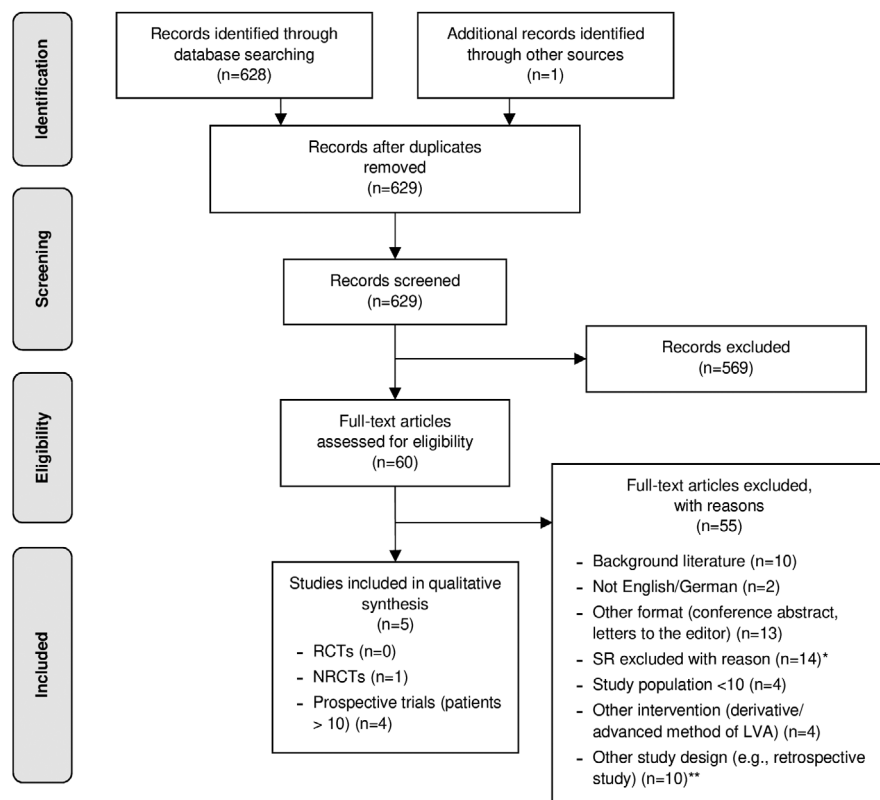 Identification
Records identified through
database searching
(n=628)
Additional records identified
through other sources
(n=1)
Records after duplicates
removed
(n=629)
Screening
Records screened
(n=629)
Records excluded
(n=569)
Eligibility
Full-text articles
assessed for eligibility
(n=60)
Full-text articles excluded,
with reasons
(n=55)
- Background literature (n=10)
- Not English/German (n=2)
- Other format (conference abstract,
letters to the editor) (n=13)
- SR excluded with reason (n=14)*
- Study population <10 (n=4)
- Other intervention (derivative/
advanced method of LVA) (n=4)
- Other study design (e.g., retrospective
study) (n=10)**
Included
Studies included in qualitative
synthesis
(n=5)
- RCTs (n=0)
- NRCTs (n=1)
- Prospective trials (patients
> 10) (n=4)